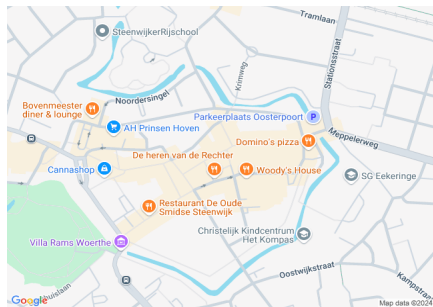 Tramlaan
SteenwijkerRijschool
Stationsstraat
Krimweg
Noordersingel
Bovenmeester
diner & lounge
Parkeerplaats Oosterpoort
AH Prinsen Hoven
Meppelerweg
Domino's pizza
De heren van de Rechter
Cannashop
Woody's House
SG Eekeringe
Restaurant De Oude
Smidse Steenwijk
Christelijk Kindcentrum
Het Kompas
Villa Rams Woerthe
Oostwijkstraat
Kampstraat
Google
Map data ©2024